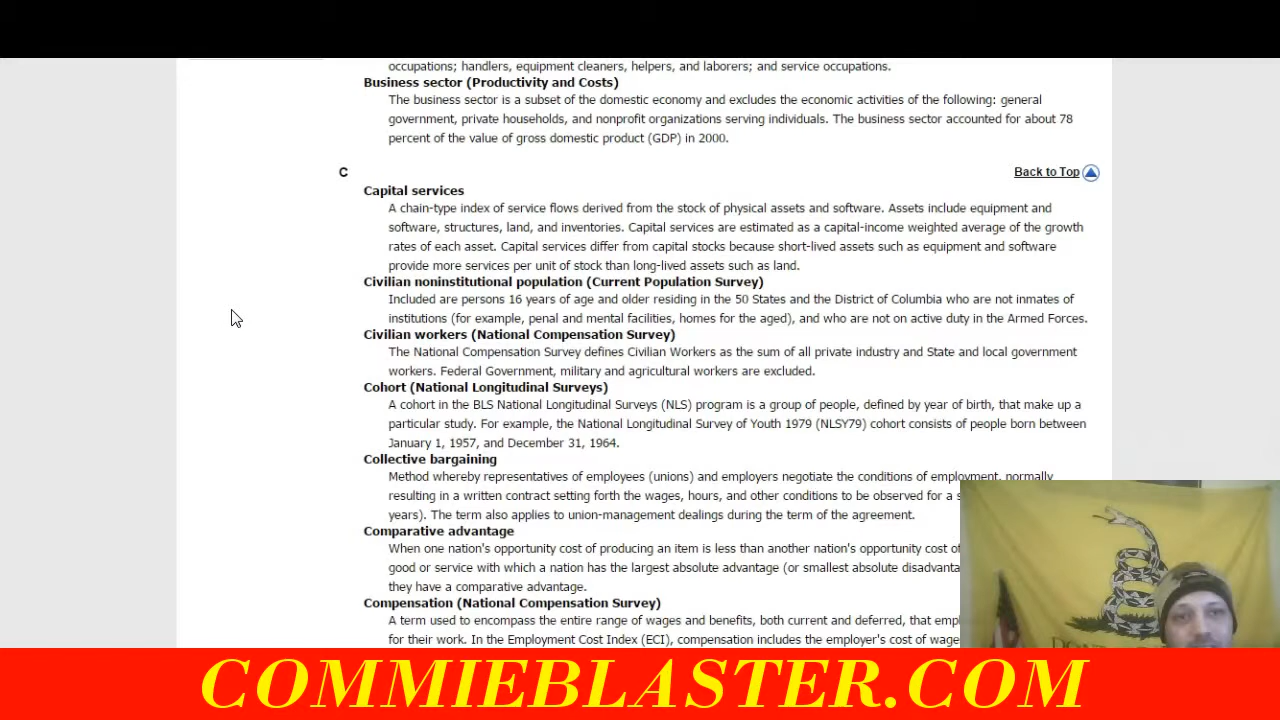 occupations; handlers, equipment cleaners, helpers, and laborers; and service occupations.
Business sector (Productivity and Costs)
The business sector is a subset of the domestic economy and excludes the economic activities of the following: general
government, private households, and nonprofit organizations serving individuals. The business sector accounted for about 78
percent of the value of gross domestic product (GDP) in 2000.
C
Back to Top
Capital services
A chain-type index of service flows derived from the stock of physical assets and software. Assets include equipment and
software, structures, land, and inventories. Capital services are estimated as a capital-income weighted average of the growth
rates of each asset. Capital services differ from capital stocks because short-lived assets such as equipment and software
provide more services per unit of stock than long-lived assets such as land.
Civilian noninstitutional population (Current Population Survey)
Included are persons 16 years of age and older residing in the 50 States and the District of Columbia who are not inmates of
institutions (for example, penal and mental facilities, homes for the aged), and who are not on active duty in the Armed Forces.
Civilian workers (National Compensation Survey)
The National Compensation Survey defines Civilian Workers as the sum of all private industry and State and local government
workers. Federal Government, military and agricultural workers are excluded.
Cohort (National Longitudinal Surveys)
A cohort in the BLS National Longitudinal Surveys (NLS) program is a group of people, defined by year of birth, that make up a
particular study. For example, the National Longitudinal Survey of Youth 1979 (NLSY79) cohort consists of people born between
January 1, 1957, and December 31, 1964.
Collective bargaining
Method whereby representatives of employees (unions) and employers negotiate the conditions of employment, normally
resulting in a written contract setting forth the wages, hours, and other conditions to be observed for a
years). The term also applies to union-management dealings during the term of the agreement.
Comparative advantage
When one nation's opportunity cost of producing an item is less than another nation's opportunity cost of
good or service with which a nation has the largest absolute advantage (or smallest absolute
they have a comparative advantage.
Compensation (National Compensation Survey)
A term used to encompass the entire range of wages and benefits, both current and deferred, that
for their work. In the Employment Cost Index (ECI), compensation includes the employer's cost of
COMMIEBLASTER.COM